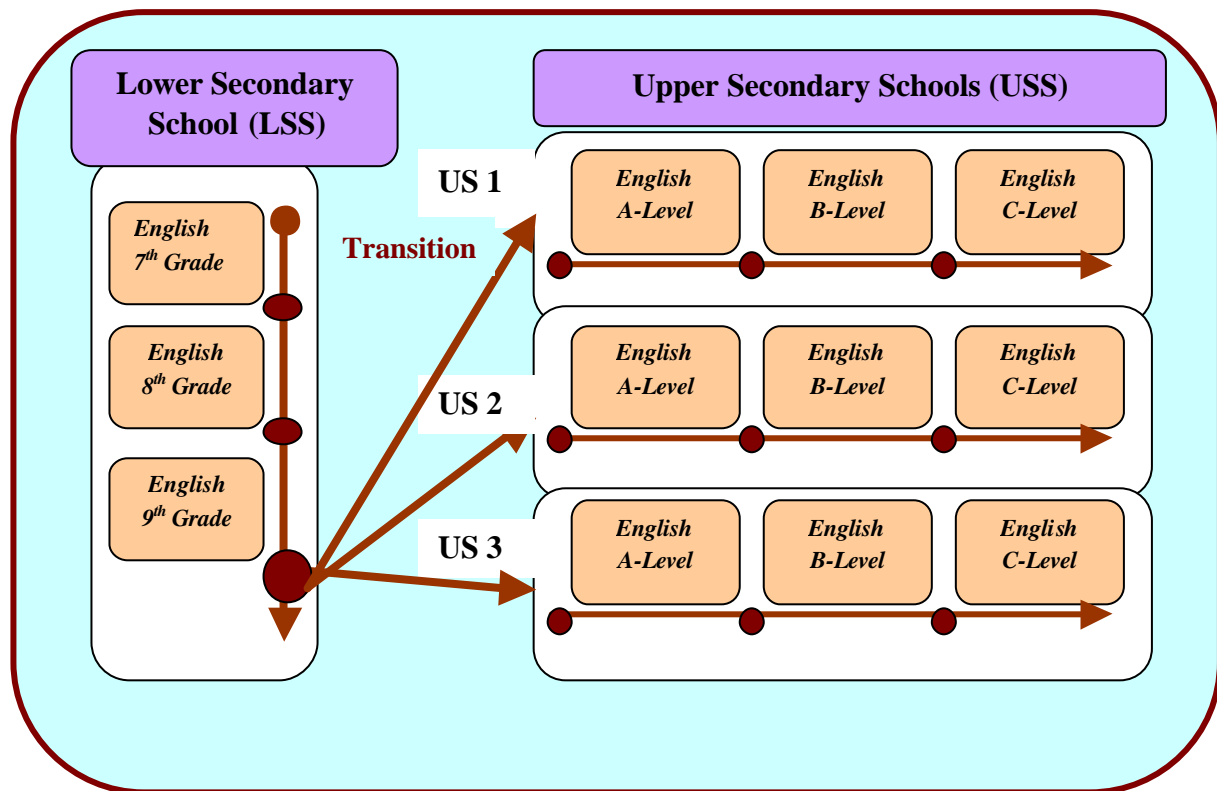 Lower Secondary
School (LSS)
English
7th Grade
English
8th Grade
English
9th Grade
Transition
Upper Secondary Schools (USS)
US 1
English
A-Level
English
B-Level
English
C-Level
US 2
English
A-Level
English
B-Level
English
C-Level
US 3
English
A-Level
English
B-Level
English
C-Level